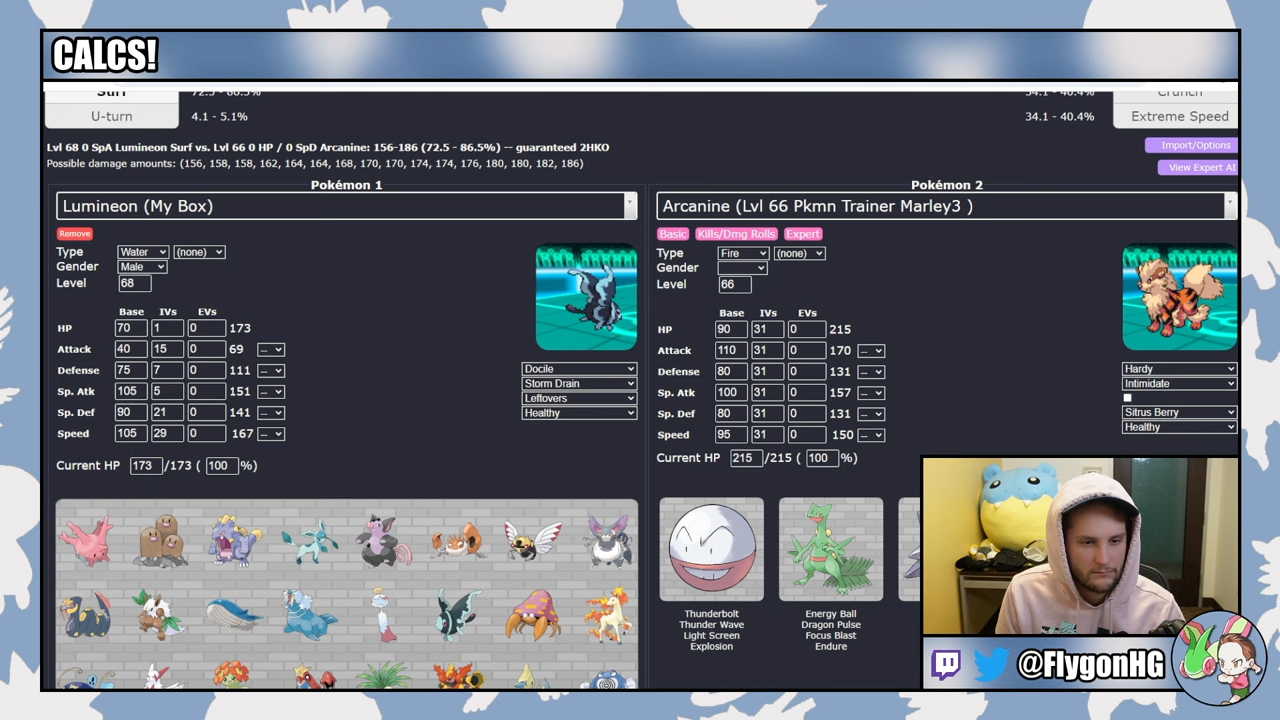 CALCS!
Surf 72.5 - 86.5% 34.1 - 40.4% Crunch
U-turn 4.1 - 5.1% 34.1 - 40.4% Extreme Speed
Lvl 68 0 SpA Lumineon Surf vs. Lvl 66 0 HP / 0 SpD Arcanine: 156-186 (72.5 - 86.5%) -- guaranteed 2HKO
Import/Options
Possible damage amounts: (156, 158, 158, 162, 164, 164, 168, 170, 170, 174, 174, 176, 180, 180, 182, 186)
View Expert AI
Pokémon 1
Lumineon (My Box)
Remove
Type Water (none)
Gender Male
Level 68
Base IVs EVs
HP 70 1 0 173
Attack 40 15 0 69 --
Defense 75 7 0 111 --
Sp. Atk 105 5 0 151 --
Sp. Def 90 21 0 141 --
Speed 105 29 0 167 --
Docile
Storm Drain
Leftovers
Healthy
Current HP 173 /173 ( 100 %)
Pokémon 2
Arcanine (Lvl 66 Pkmn Trainer Marley3 )
Basic Kills/Dmg Rolls Expert
Type Fire (none)
Gender
Level 66
Base IVs EVs
HP 90 31 0 215
Attack 110 31 0 170 --
Defense 80 31 0 131 --
Sp. Atk 100 31 0 157 --
Sp. Def 80 31 0 131 --
Speed 95 31 0 150 --
Hardy
Intimidate
Sitrus Berry
Healthy
Current HP 215 /215 ( 100 %)
Thunderbolt
Thunder Wave
Light Screen
Explosion
Energy Ball
Dragon Pulse
Focus Blast
Endure
@FlygonHG